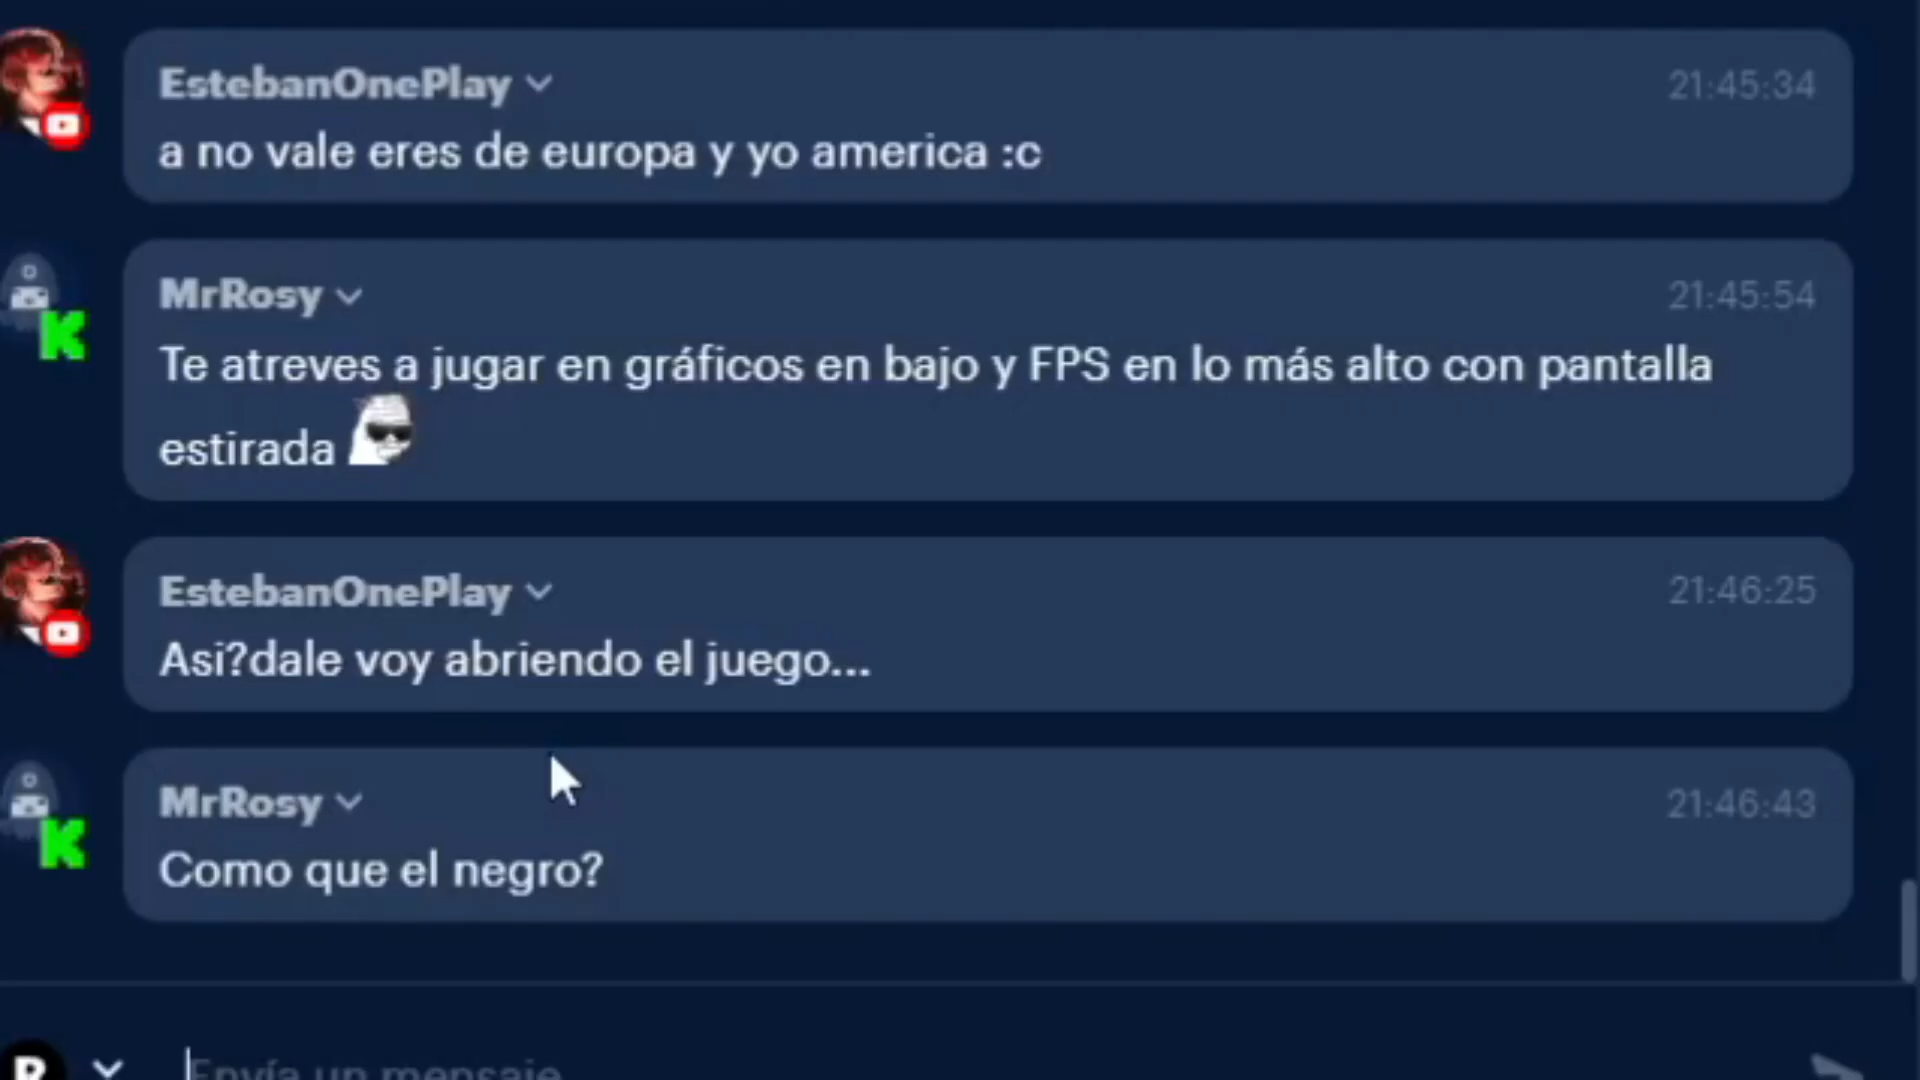 EstebanOnePlay
21:45:34
a no vale eres de europa y yo america :c
MrRosy
21:45:54
Te atreves a jugar en gráficos en bajo y FPS en lo más alto con pantalla
estirada
EstebanOnePlay
21:46:25
Asi?dale voy abriendo el juego...
MrRosy
21:46:43
Como que el negro?
Envía un mensaje